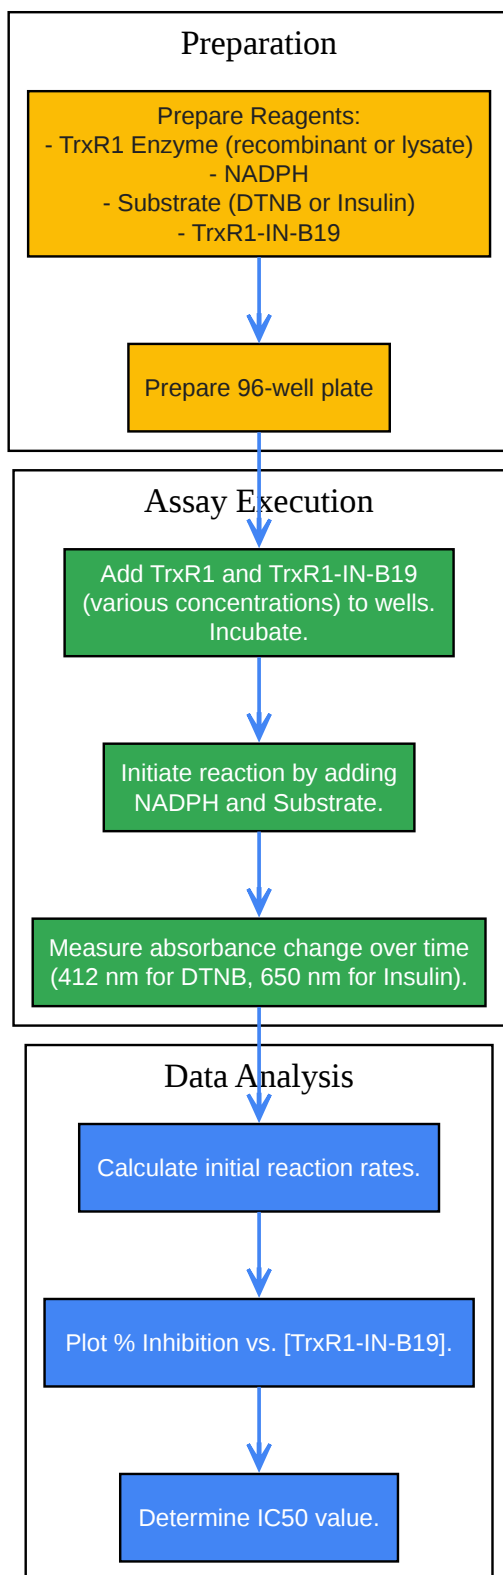 Preparation
Prepare Reagents:
- TrxR1 Enzyme (recombinant or lysate)
- NADPH
- Substrate (DTNB or Insulin)
- TrxR1-IN-B19
Prepare 96-well plate
Assay Execution
Add TrxR1 and TrxR1-IN-B19
(various concentrations) to wells.
Incubate.
Initiate reaction by adding
NADPH and Substrate.
Measure absorbance change over time
(412 nm for DTNB, 650 nm for Insulin).
Data Analysis
Calculate initial reaction rates.
Plot % Inhibition vs. [TrxR1-IN-B19].
Determine IC50 value.